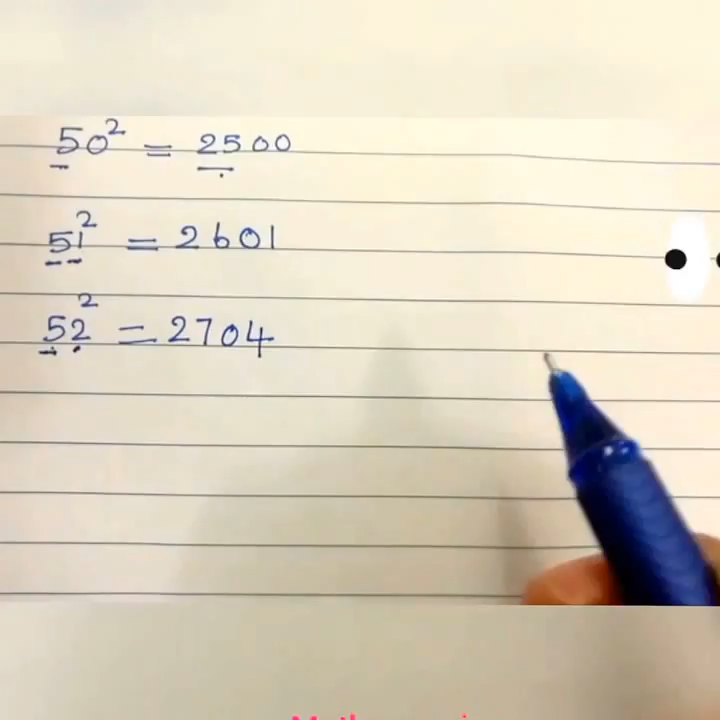 50² = 2500
51² = 2601
52² = 2704